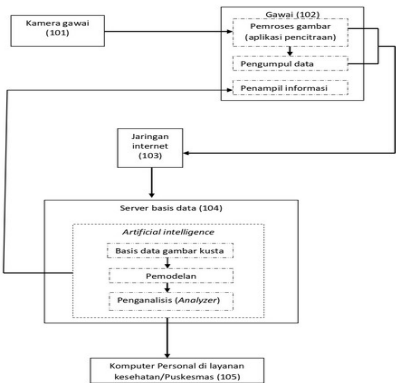 Kamera gawai
(101)
Gawai (102)
Pemroses gambar
(aplikasi pencitraan)
Pengumpul data
Penampil informasi
Jaringan
internet
(103)
Server basis data (104)
Artificial intelligence
Basis data gambar kusta
Pemodelan
Penganalisis (Analyzer)
Komputer Personal di layanan
kesehatan/Puskesmas (105)